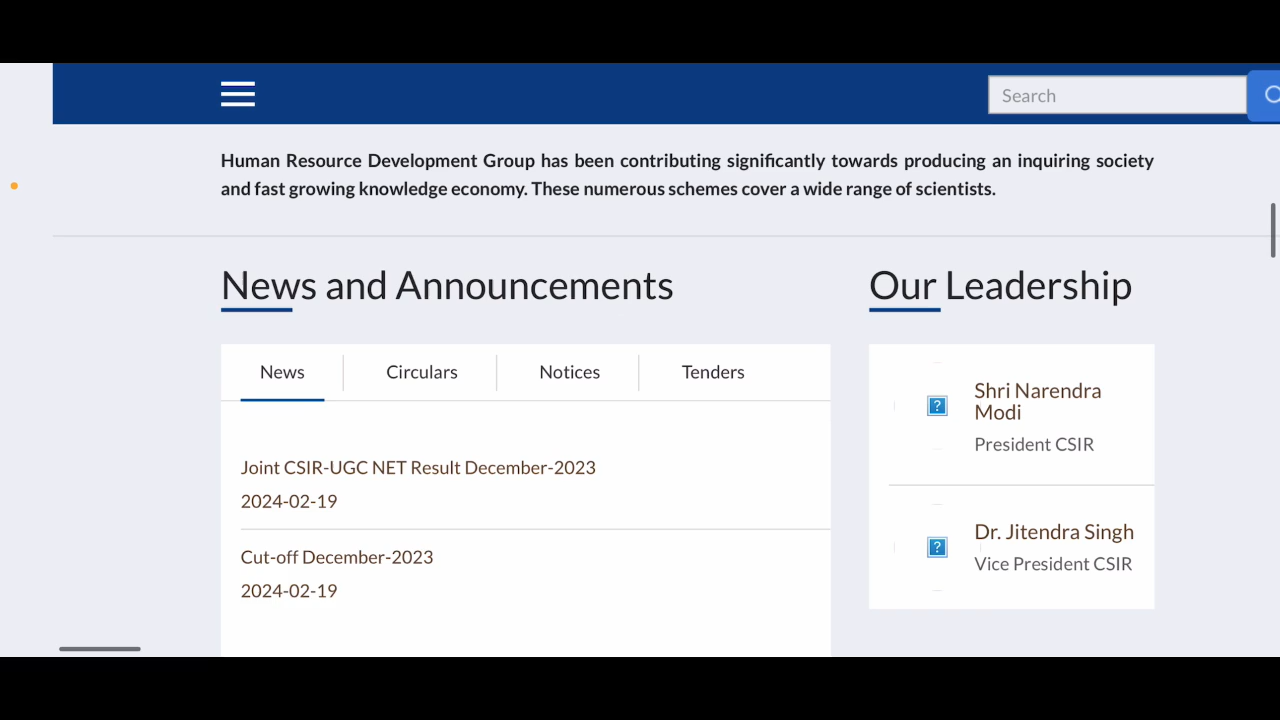 Search
Human Resource Development Group has been contributing significantly towards producing an inquiring society
and fast growing knowledge economy. These numerous schemes cover a wide range of scientists.
News and Announcements
News
Circulars
Notices
Tenders
Joint CSIR-UGC NET Result December-2023
2024-02-19
Cut-off December-2023
2024-02-19
Our Leadership
Shri Narendra
Modi
President CSIR
Dr. Jitendra Singh
Vice President CSIR